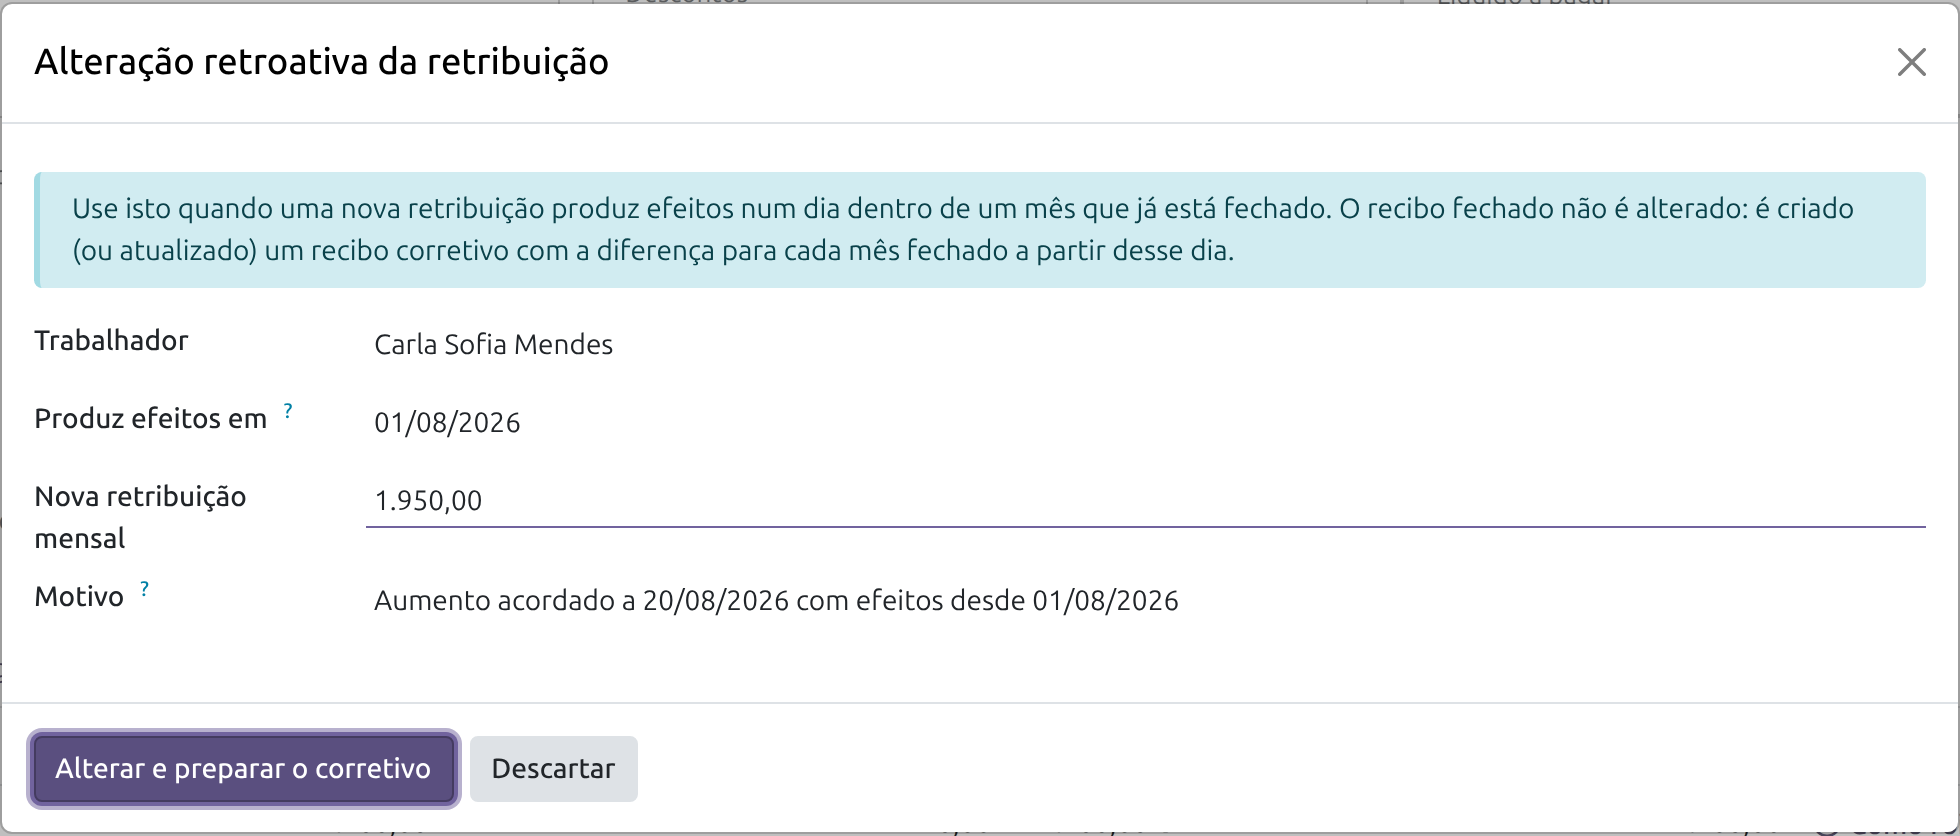 Alteração retroativa da retribuição
Use isto quando uma nova retribuição produz efeitos num dia dentro de um mês que já está fechado. O recibo fechado não é alterado: é criado
(ou atualizado) um recibo corretivo com a diferença para cada mês fechado a partir desse dia.
Trabalhador
Carla Sofia Mendes
Produz efeitos em ?
01/08/2026
Nova retribuição
mensal
1.950,00
Motivo ?
Aumento acordado a 20/08/2026 com efeitos desde 01/08/2026
Alterar e preparar o corretivo
Descartar